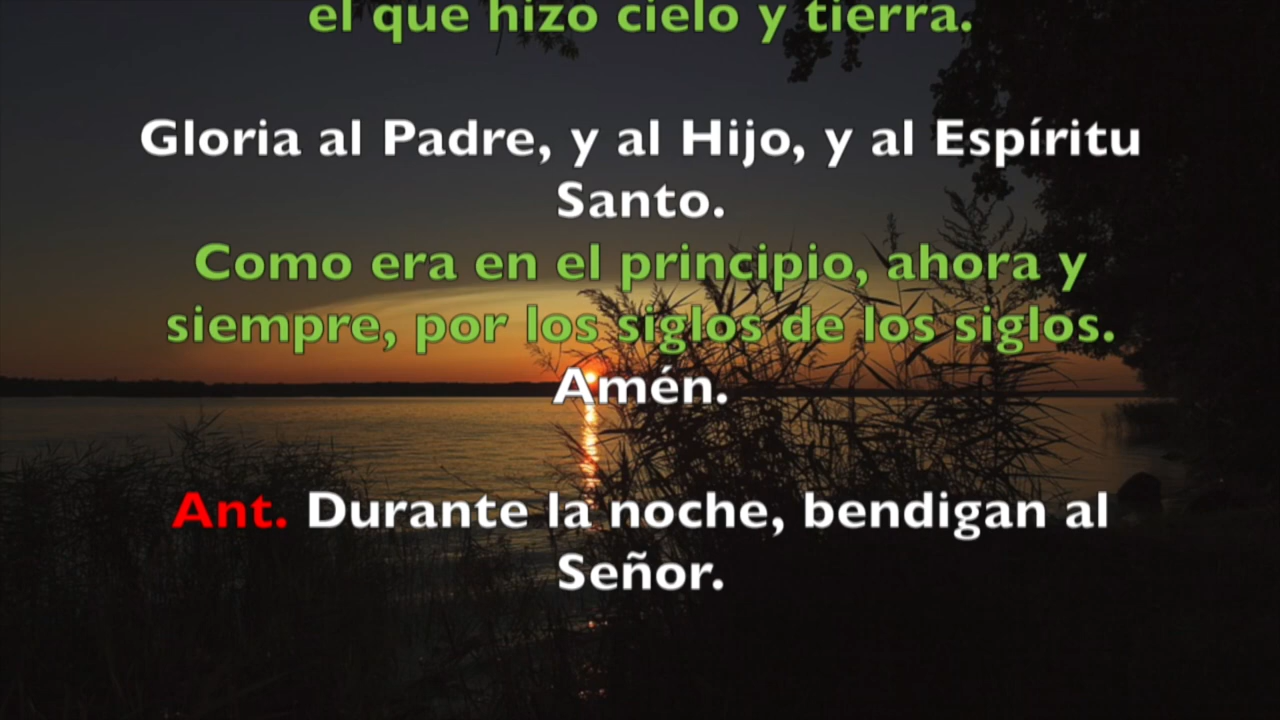 el que hizo cielo y tierra.
Gloria al Padre, y al Hijo, y al Espíritu
Santo.
Como era en el principio, ahora y
siempre, por los siglos de los siglos.
Amén.
Ant. Durante la noche, bendigan al
Señor.